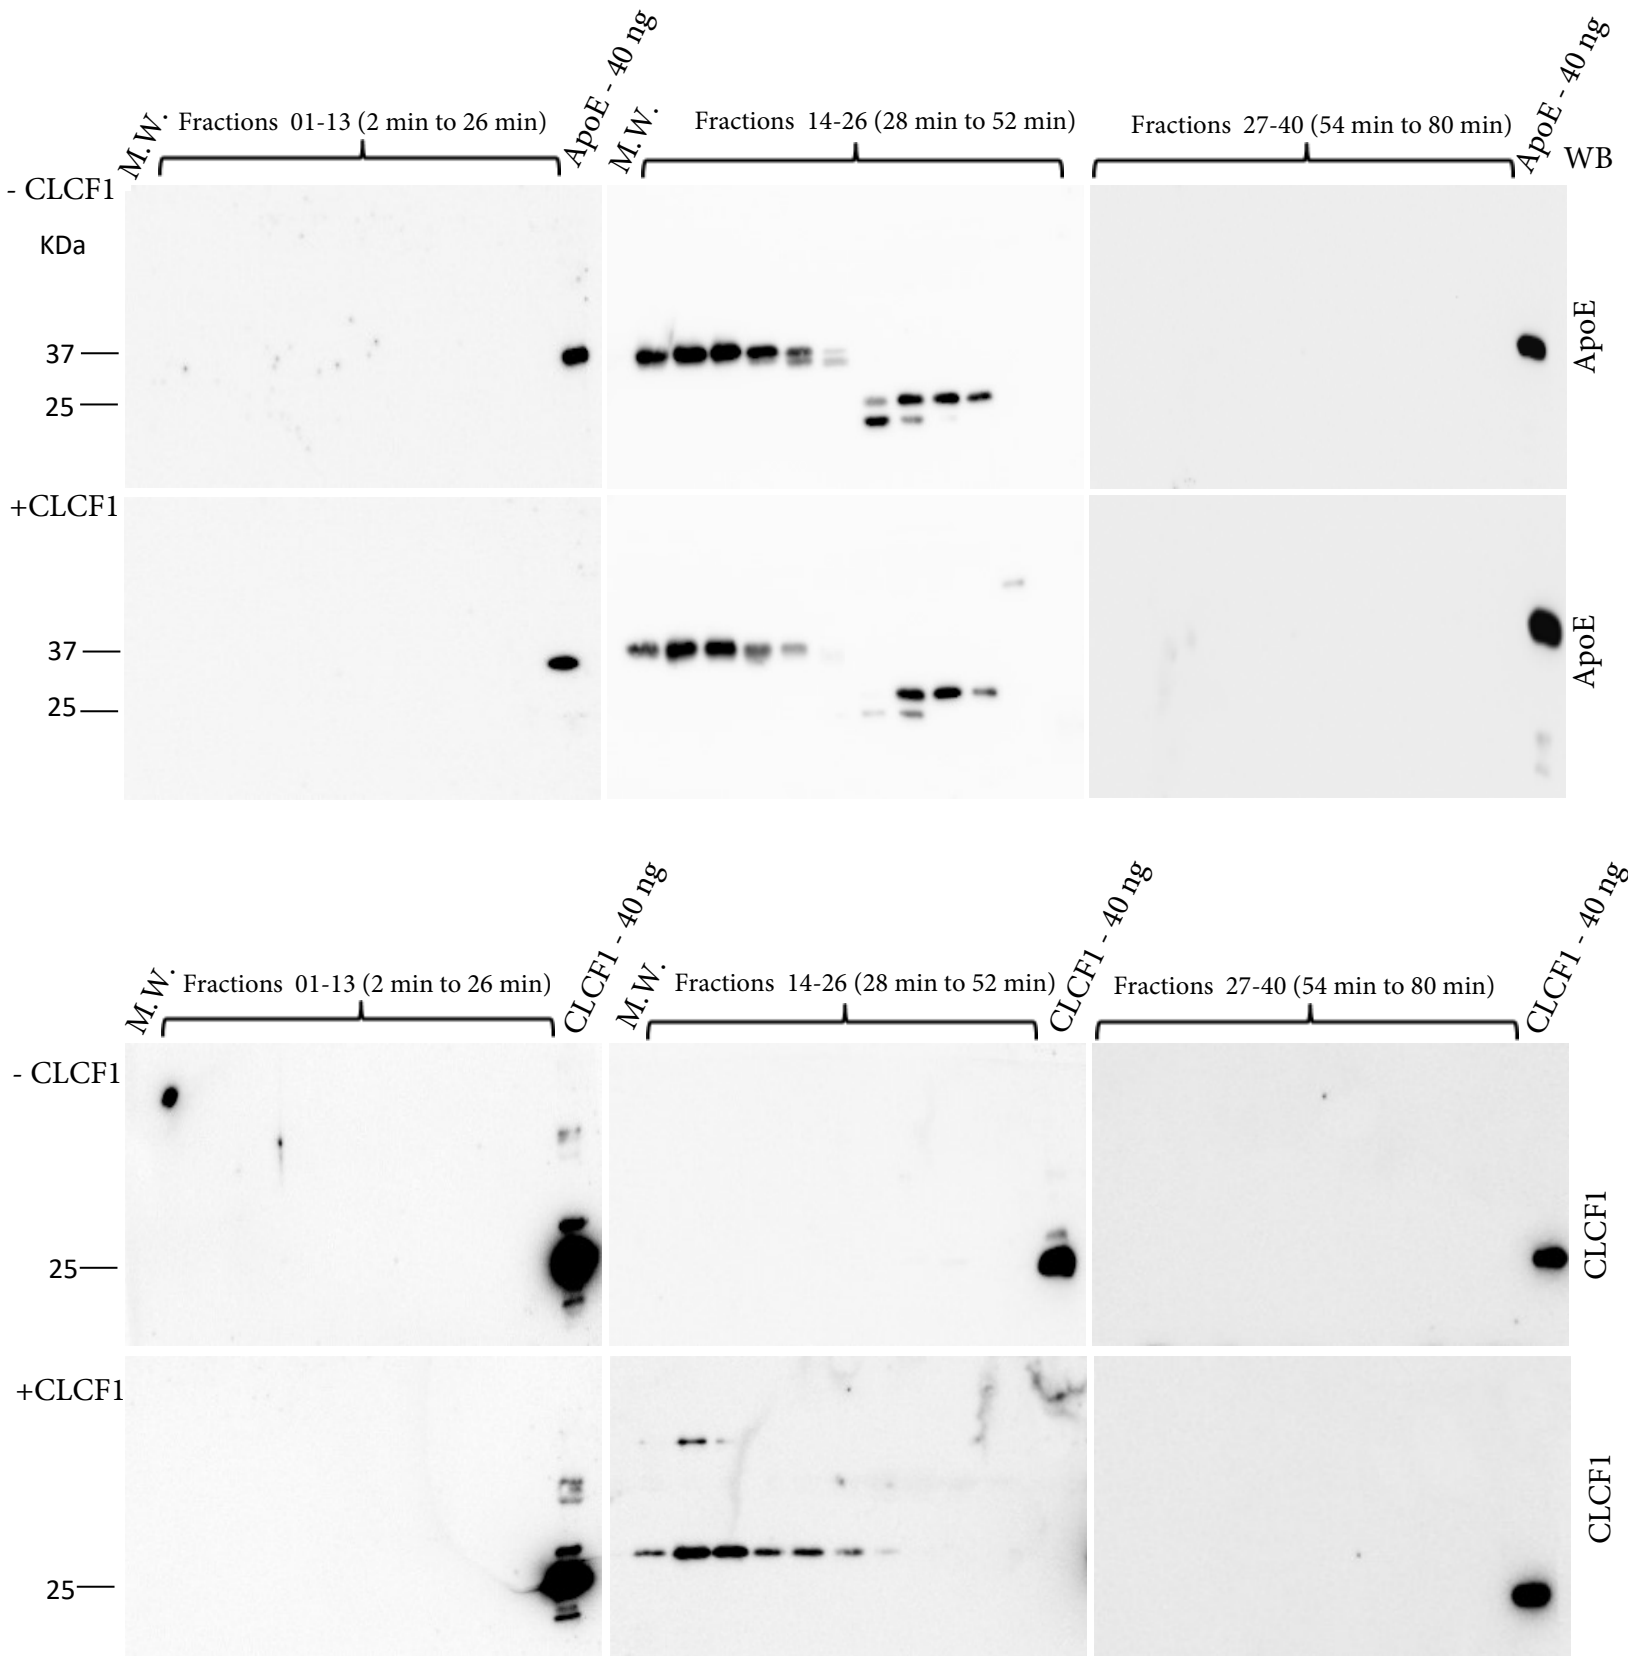 M.W. Fractions 01-13 (2 min to 26 min) ApoE - 40 ng M.W. Fractions 14-26 (28 min to 52 min) Fractions 27-40 (54 min to 80 min) ApoE - 40 ng WB
- CLCF1
KDa
37
25
ApoE
+CLCF1
37
25
ApoE
M.W. Fractions 01-13 (2 min to 26 min) CLCF1 - 40 ng M.W. Fractions 14-26 (28 min to 52 min) CLCF1 - 40 ng Fractions 27-40 (54 min to 80 min) CLCF1 - 40 ng
- CLCF1
25
CLCF1
+CLCF1
25
CLCF1